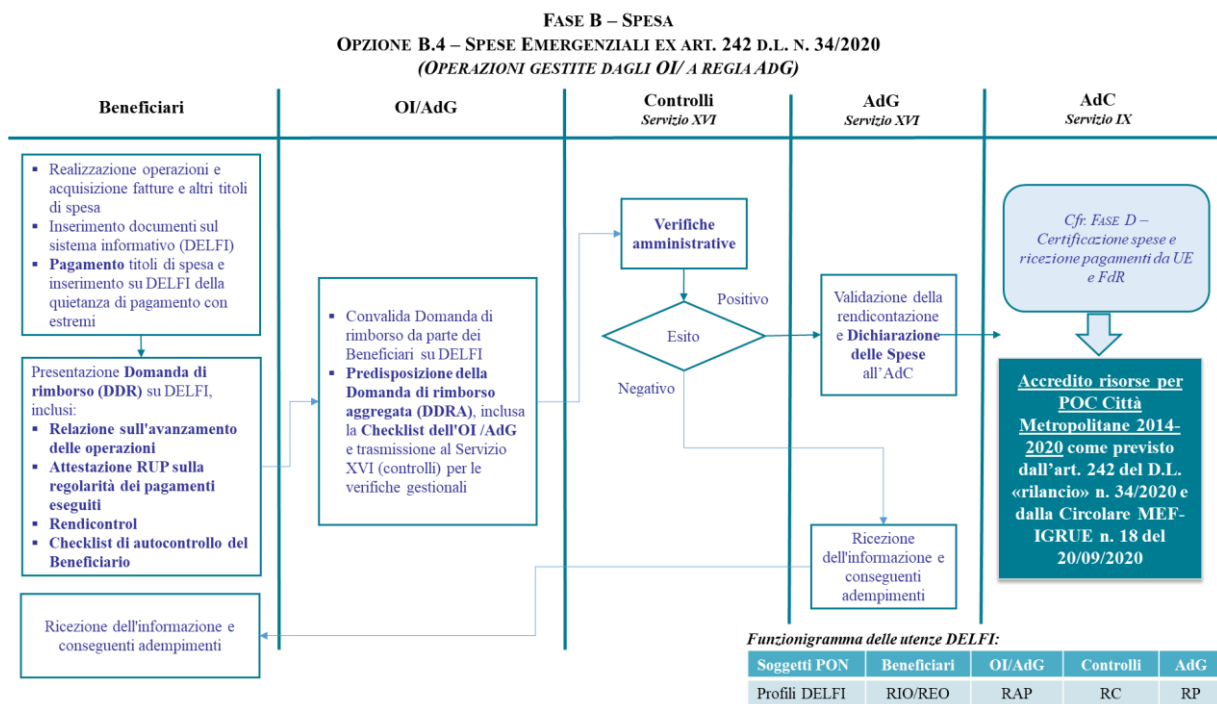 FASE B – SPESA
OPZIONE B.4 – SPESE EMERGENZIALI EX ART. 242 D.L. N. 34/2020
(OPERAZIONI GESTITE DAGLI OI/ A REGIA ADG)
Beneficiari
OI/AdG
Controlli
Servizio XVI
AdG
Servizio XVI
AdC
Servizio IX
▪ Realizzazione operazioni e
acquisizione fatture e altri titoli
di spesa
▪ Inserimento documenti sul
sistema informativo (DELFI)
▪ Pagamento titoli di spesa e
inserimento su DELFI della
quietanza di pagamento con
estremi
Presentazione Domanda di
rimborso (DDR) su DELFI,
inclusi:
▪ Relazione sull'avanzamento
delle operazioni
▪ Attestazione RUP sulla
regolarità dei pagamenti
eseguiti
▪ Rendicontrol
▪ Checklist di autocontrollo del
Beneficiario
Ricezione dell'informazione e
conseguenti adempimenti
▪ Convalida Domanda di
rimborso da parte dei
Beneficiari su DELFI
▪ Predisposizione della
Domanda di rimborso
aggregata (DDRA), inclusa
la Checklist dell'OI /AdG
e trasmissione al Servizio
XVI (controlli) per le
verifiche gestionali
Verifiche
amministrative
Esito
Positivo
Negativo
Validazione della
rendicontazione
e Dichiarazione
delle Spese
all'AdC
Ricezione
dell'informazione e
conseguenti
adempimenti
Cfr. FASE D –
Certificazione spese e
ricezione pagamenti da UE
e FdR
Accredito risorse per
POC Città
Metropolitane 2014-
2020 come previsto
dall'art. 242 del D.L.
«rilancio» n. 34/2020 e
dalla Circolare MEF-
IGRUE n. 18 del
20/09/2020
Funzionigramma delle utenze DELFI:
Soggetti PON Beneficiari OI/AdG Controlli AdG
Profili DELFI RIO/REO RAP RC RP